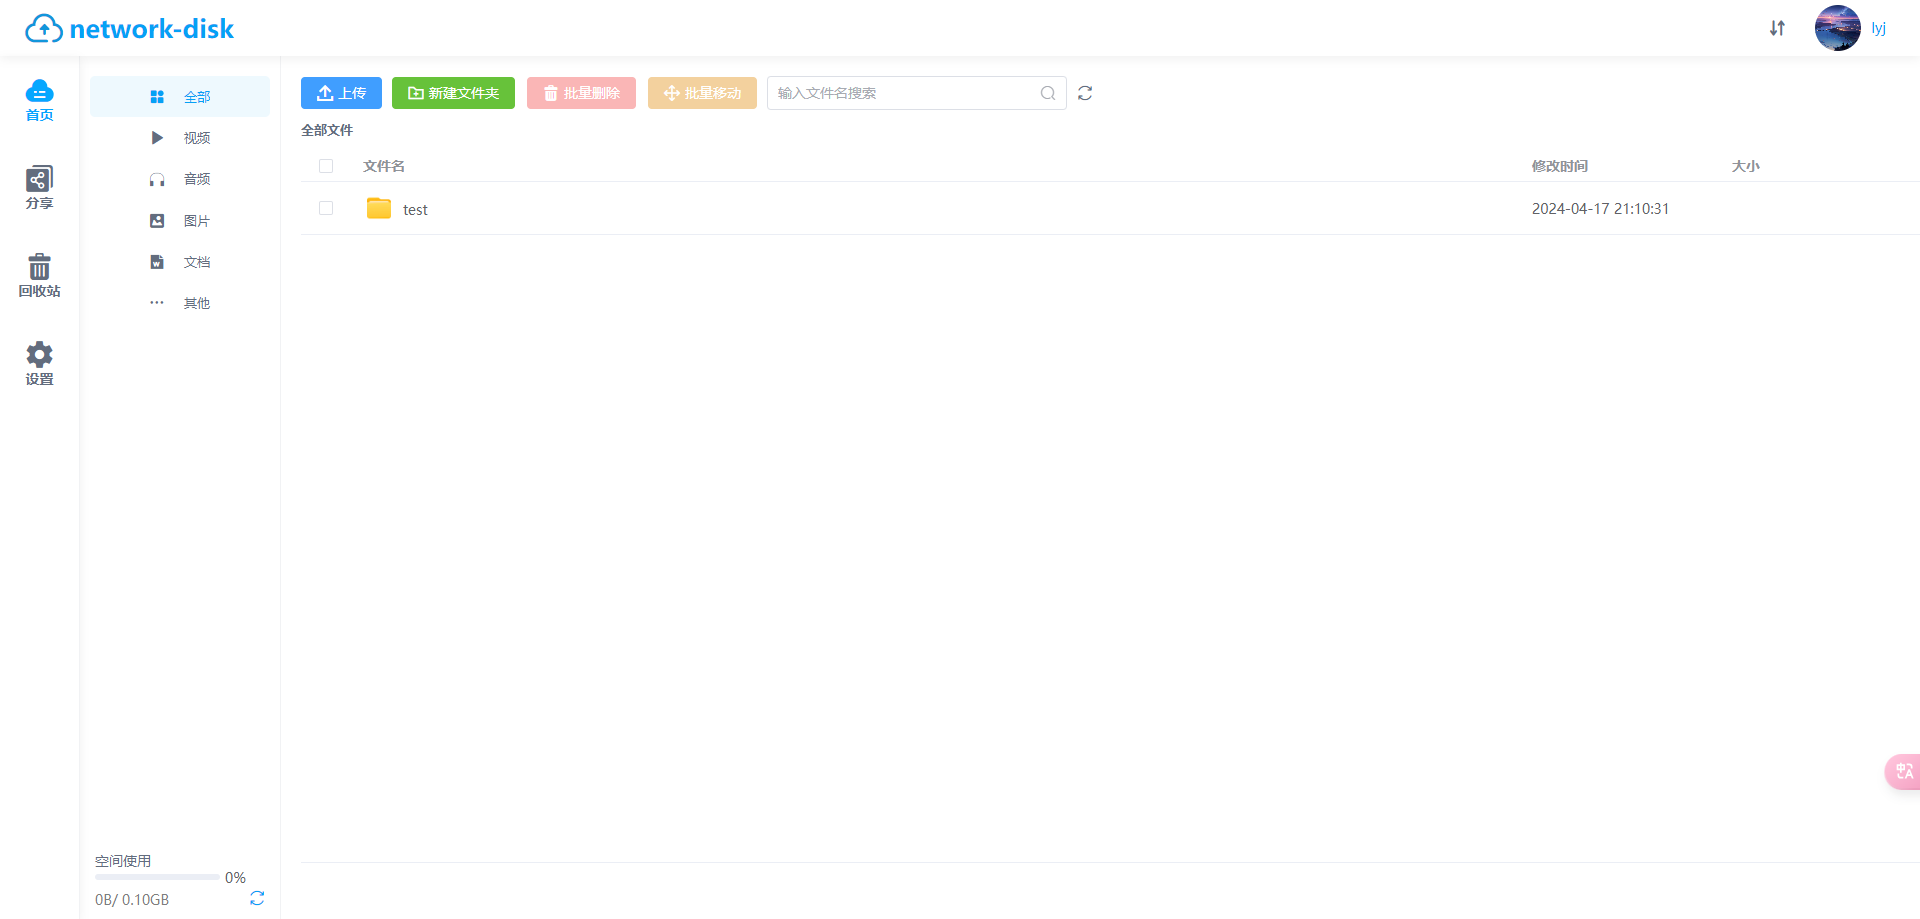 network-disk
lyj
首页
分享
回收站
设置
全部
视频
音频
图片
文档
其他
空间使用
0%
0B/ 0.10GB
上传 新建文件夹 批量删除 批量移动 输入文件名搜索
全部文件
文件名 修改时间 大小
test 2024-04-17 21:10:31